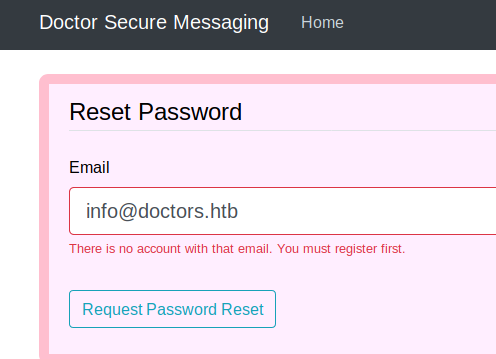 Doctor Secure Messaging Home
Reset Password
Email
info@doctors.htb
There is no account with that email. You must register first.
Request Password Reset